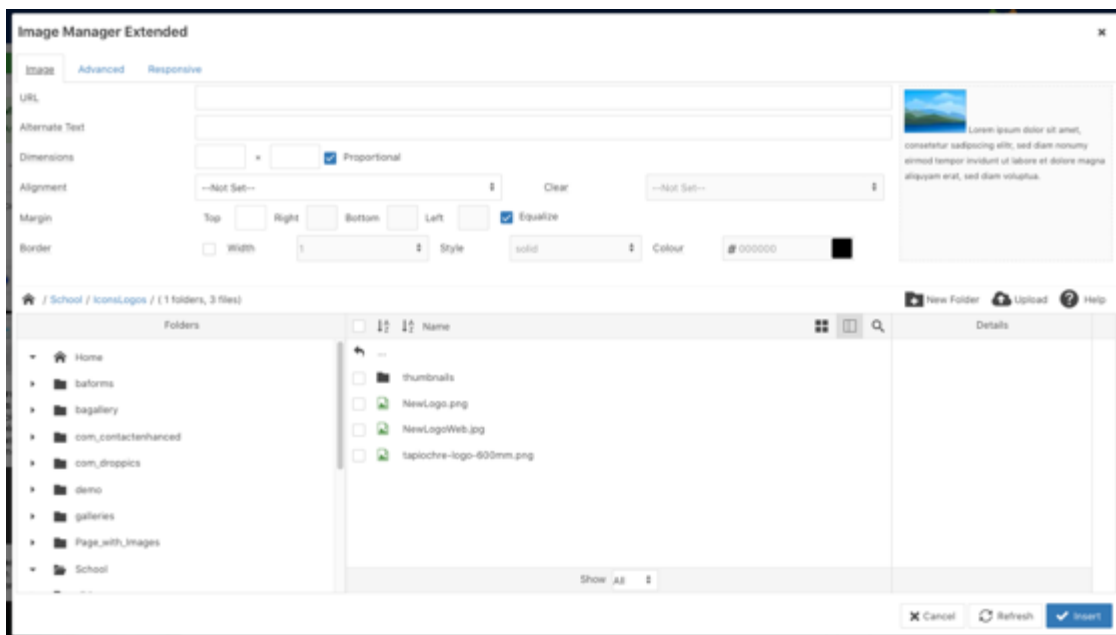 Image Manager Extended
Image Advanced Responsive
URL
Alternate Text
Dimensions × Proportional
Alignment --Not Set-- Clear --Not Set--
Margin Top Right Bottom Left Equalize
Border Width 1 Style solid Colour # 000000
Lorem ipsum dolor sit amet,
consetetur sadipscing elitr, sed diam nonumy
eirmod tempor invidunt ut labore et dolore magna
aliquyam erat, sed diam voluptua.
/ School / IconsLogos / ( 1 folders, 3 files)
New Folder Upload Help
Folders Name Details
Home
baforms
bagallery
com_contactenhanced
com_droppics
demo
galleries
Page_with_Images
School
...
thumbnails
NewLogo.png
NewLogoWeb.jpg
tapiochre-logo-600mm.png
Show All
Cancel Refresh Insert